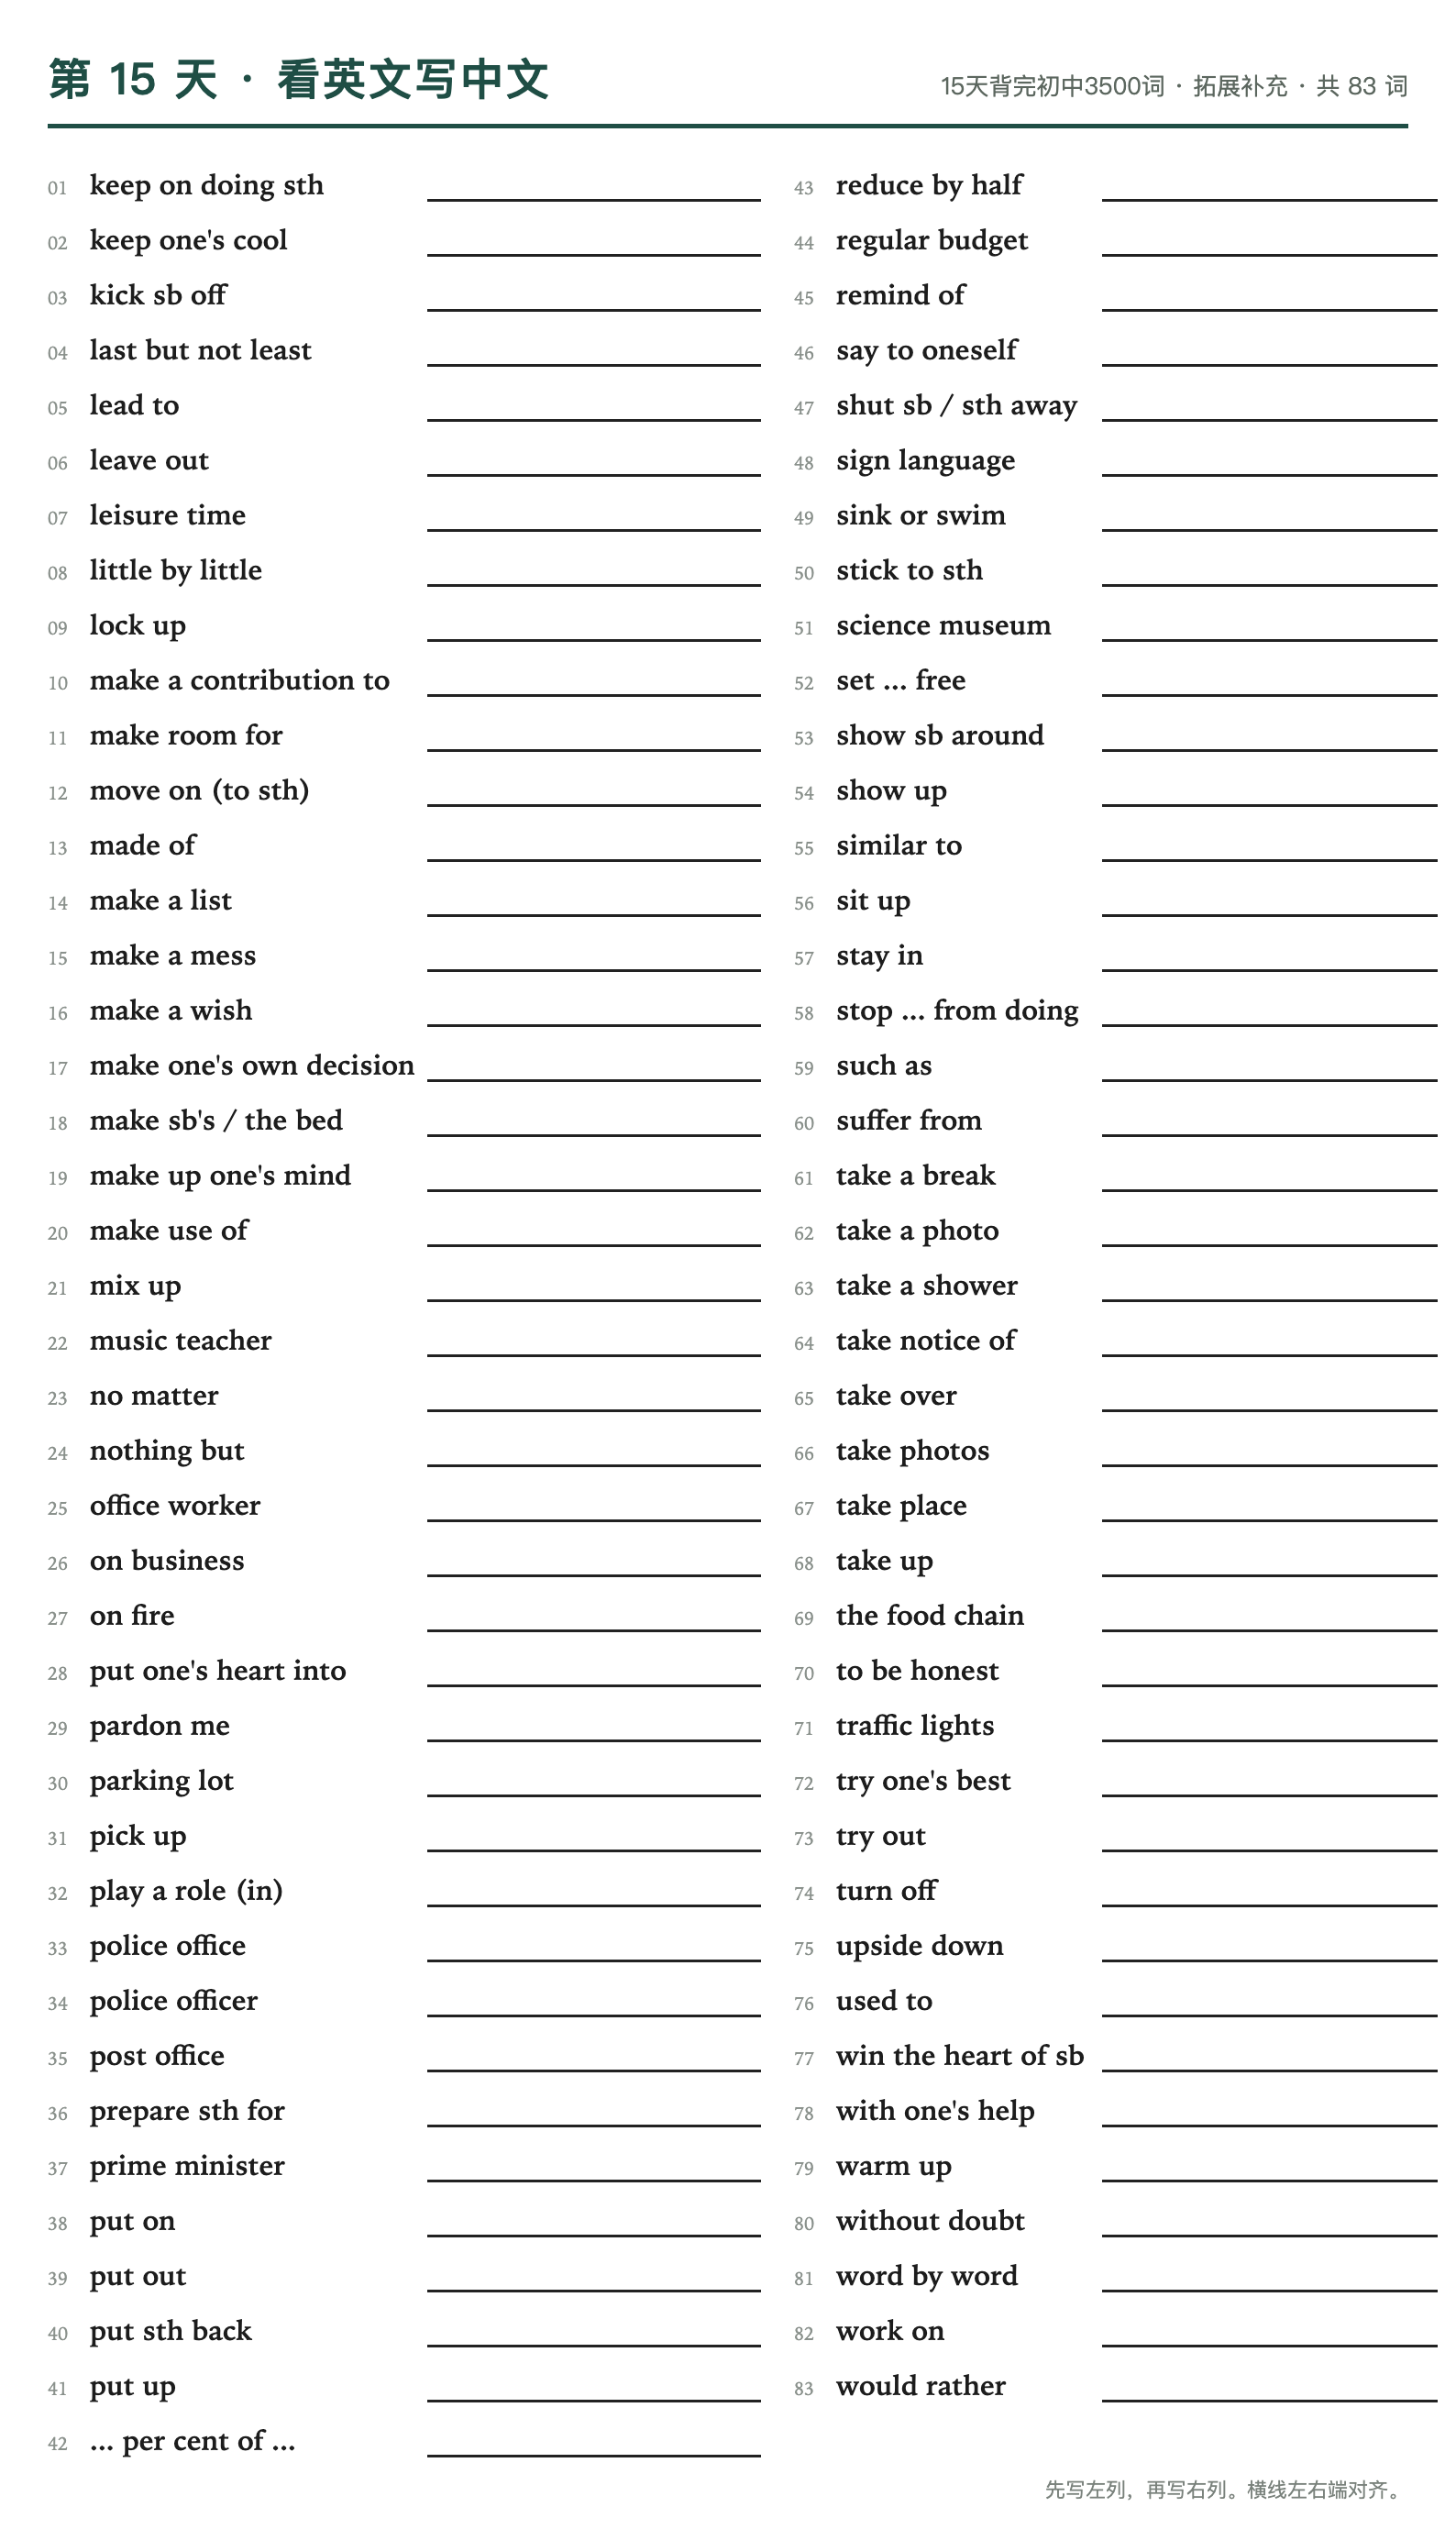 第 15 天 · 看英文写中文
15天背完初中3500词 · 拓展补充 · 共 83 词
01 keep on doing sth
02 keep one's cool
03 kick sb off
04 last but not least
05 lead to
06 leave out
07 leisure time
08 little by little
09 lock up
10 make a contribution to
11 make room for
12 move on (to sth)
13 made of
14 make a list
15 make a mess
16 make a wish
17 make one's own decision
18 make sb's / the bed
19 make up one's mind
20 make use of
21 mix up
22 music teacher
23 no matter
24 nothing but
25 office worker
26 on business
27 on fire
28 put one's heart into
29 pardon me
30 parking lot
31 pick up
32 play a role (in)
33 police office
34 police officer
35 post office
36 prepare sth for
37 prime minister
38 put on
39 put out
40 put sth back
41 put up
42 ... per cent of ...
43 reduce by half
44 regular budget
45 remind of
46 say to oneself
47 shut sb / sth away
48 sign language
49 sink or swim
50 stick to sth
51 science museum
52 set ... free
53 show sb around
54 show up
55 similar to
56 sit up
57 stay in
58 stop ... from doing
59 such as
60 suffer from
61 take a break
62 take a photo
63 take a shower
64 take notice of
65 take over
66 take photos
67 take place
68 take up
69 the food chain
70 to be honest
71 traffic lights
72 try one's best
73 try out
74 turn off
75 upside down
76 used to
77 win the heart of sb
78 with one's help
79 warm up
80 without doubt
81 word by word
82 work on
83 would rather
先写左列，再写右列。横线左右端对齐。